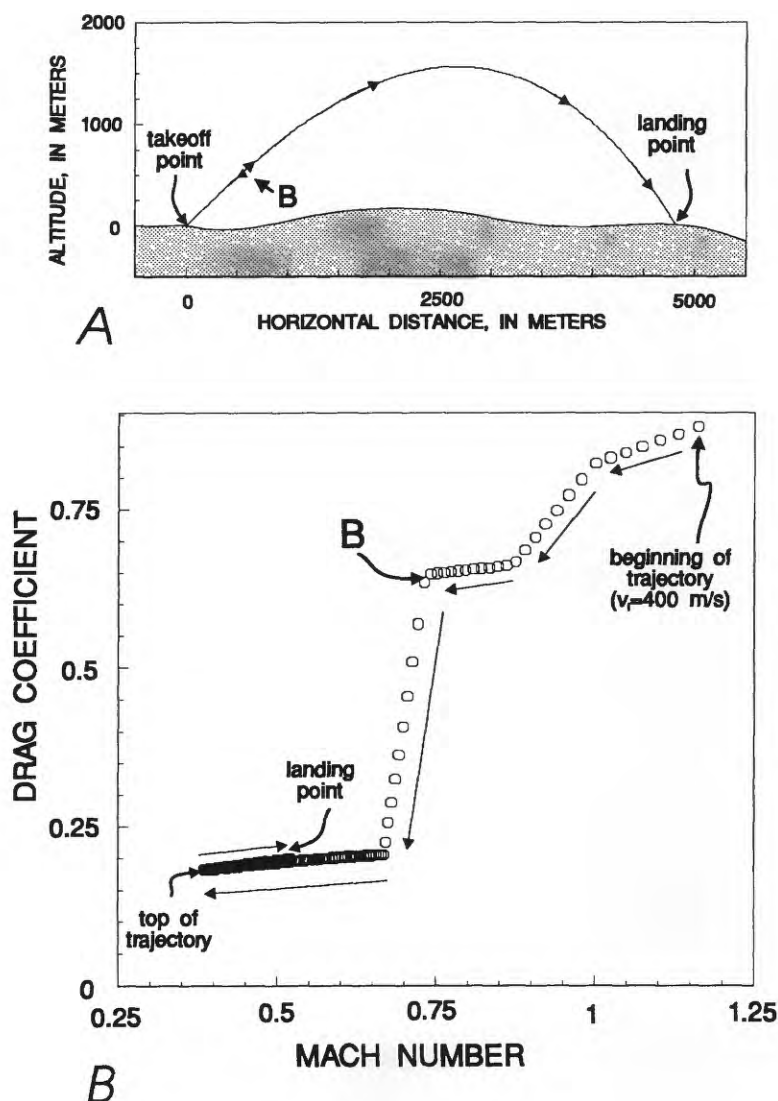 2000
1000
0
ALTITUDE, IN METERS
takeoff
point
B
landing
point
0
2500
5000
HORIZONTAL DISTANCE, IN METERS
A
0.75
0.5
0.25
0
DRAG COEFFICIENT
B
beginning of
trajectory
(vᵢ=400 m/s)
landing
point
top of
trajectory
0.25
0.5
0.75
1
1.25
MACH NUMBER
B